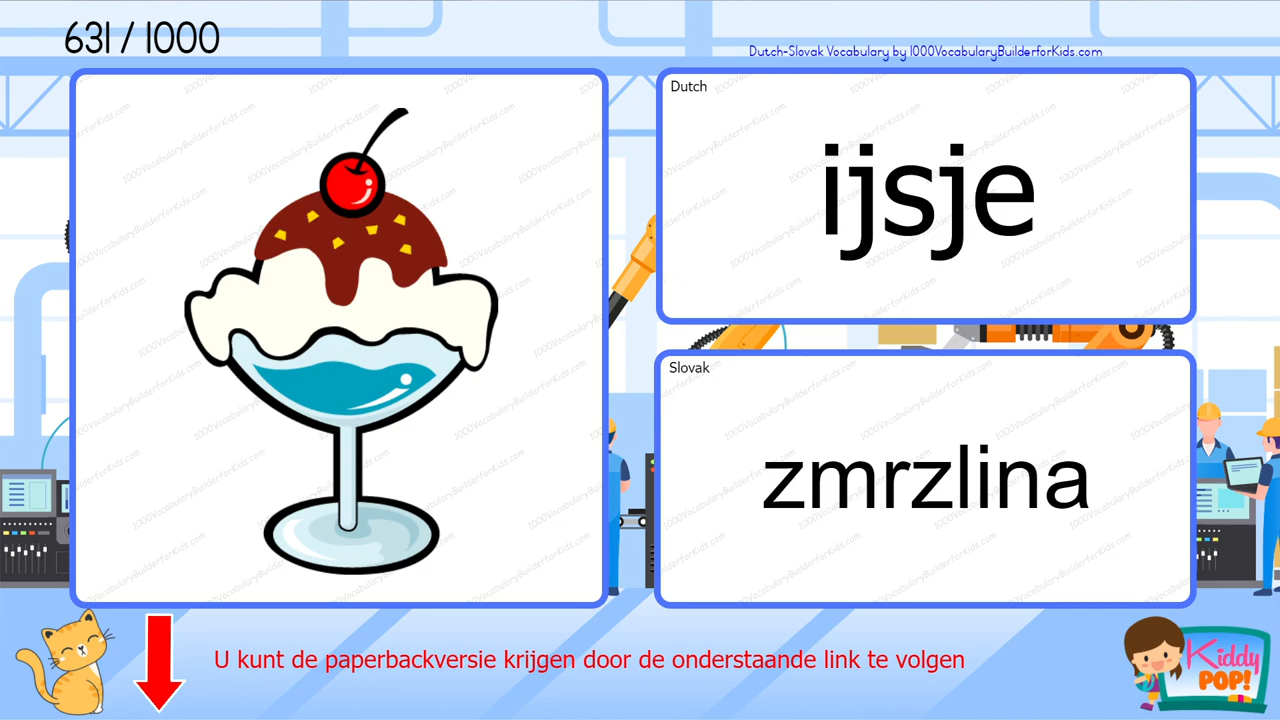 631 / 1000
Dutch-Slovak Vocabulary by 1000VocabularyBuilderforKids.com
Dutch
ijsje
Slovak
zmrzlina
U kunt de paperbackversie krijgen door de onderstaande link te volgen
Kiddy
POP!